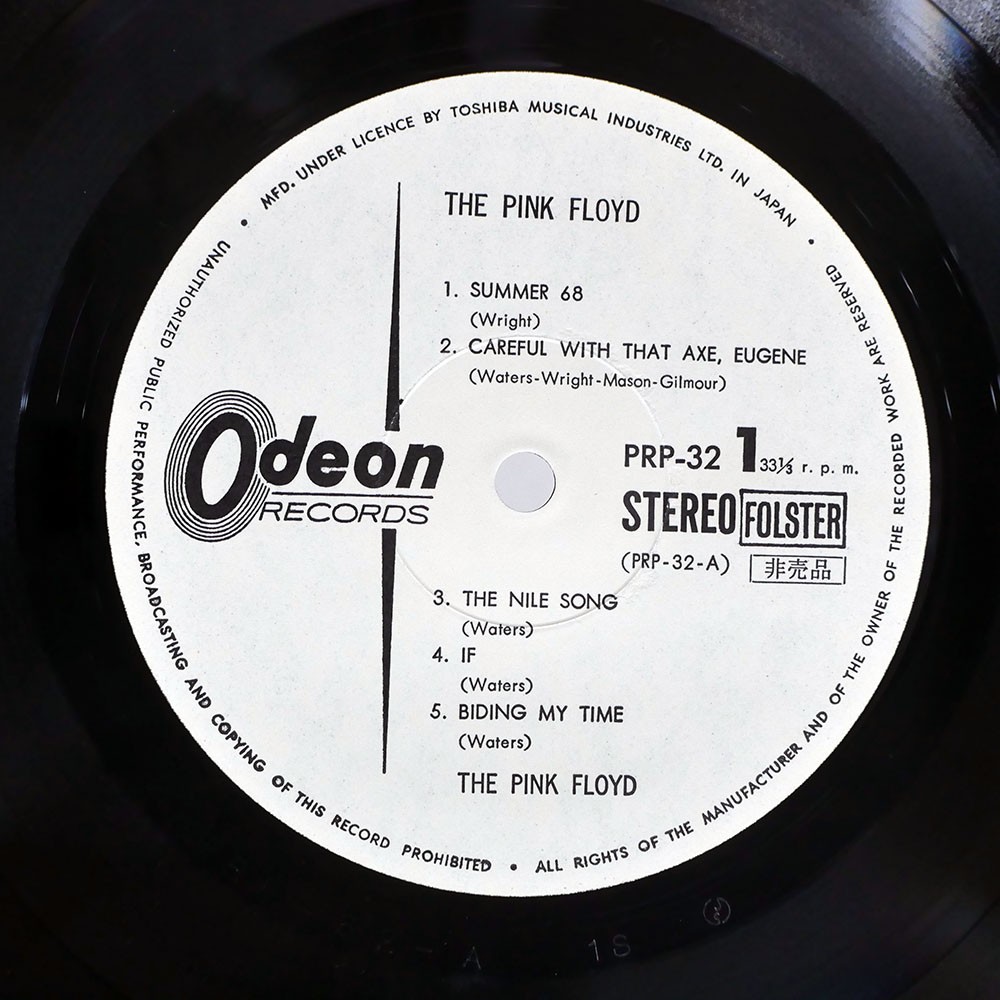 MFD. UNDER LICENCE BY TOSHIBA MUSICAL INDUSTRIES LTD. IN JAPAN •
THE PINK FLOYD
1. SUMMER 68
(Wright)
2. CAREFUL WITH THAT AXE, EUGENE
(Waters-Wright-Mason-Gilmour)
Odeon
RECORDS
PRP-32 1 33⅓ r. p. m.
STEREO FOLSTER
(PRP-32-A) 非売品
3. THE NILE SONG
(Waters)
4. IF
(Waters)
5. BIDING MY TIME
(Waters)
THE PINK FLOYD
ALL RIGHTS OF THE MANUFACTURER AND OF THE OWNER OF THE RECORDED WORK ARE RESERVED
UNAUTHORIZED PUBLIC PERFORMANCE, BROADCASTING AND COPYING OF THIS RECORD PROHIBITED •
A 1S